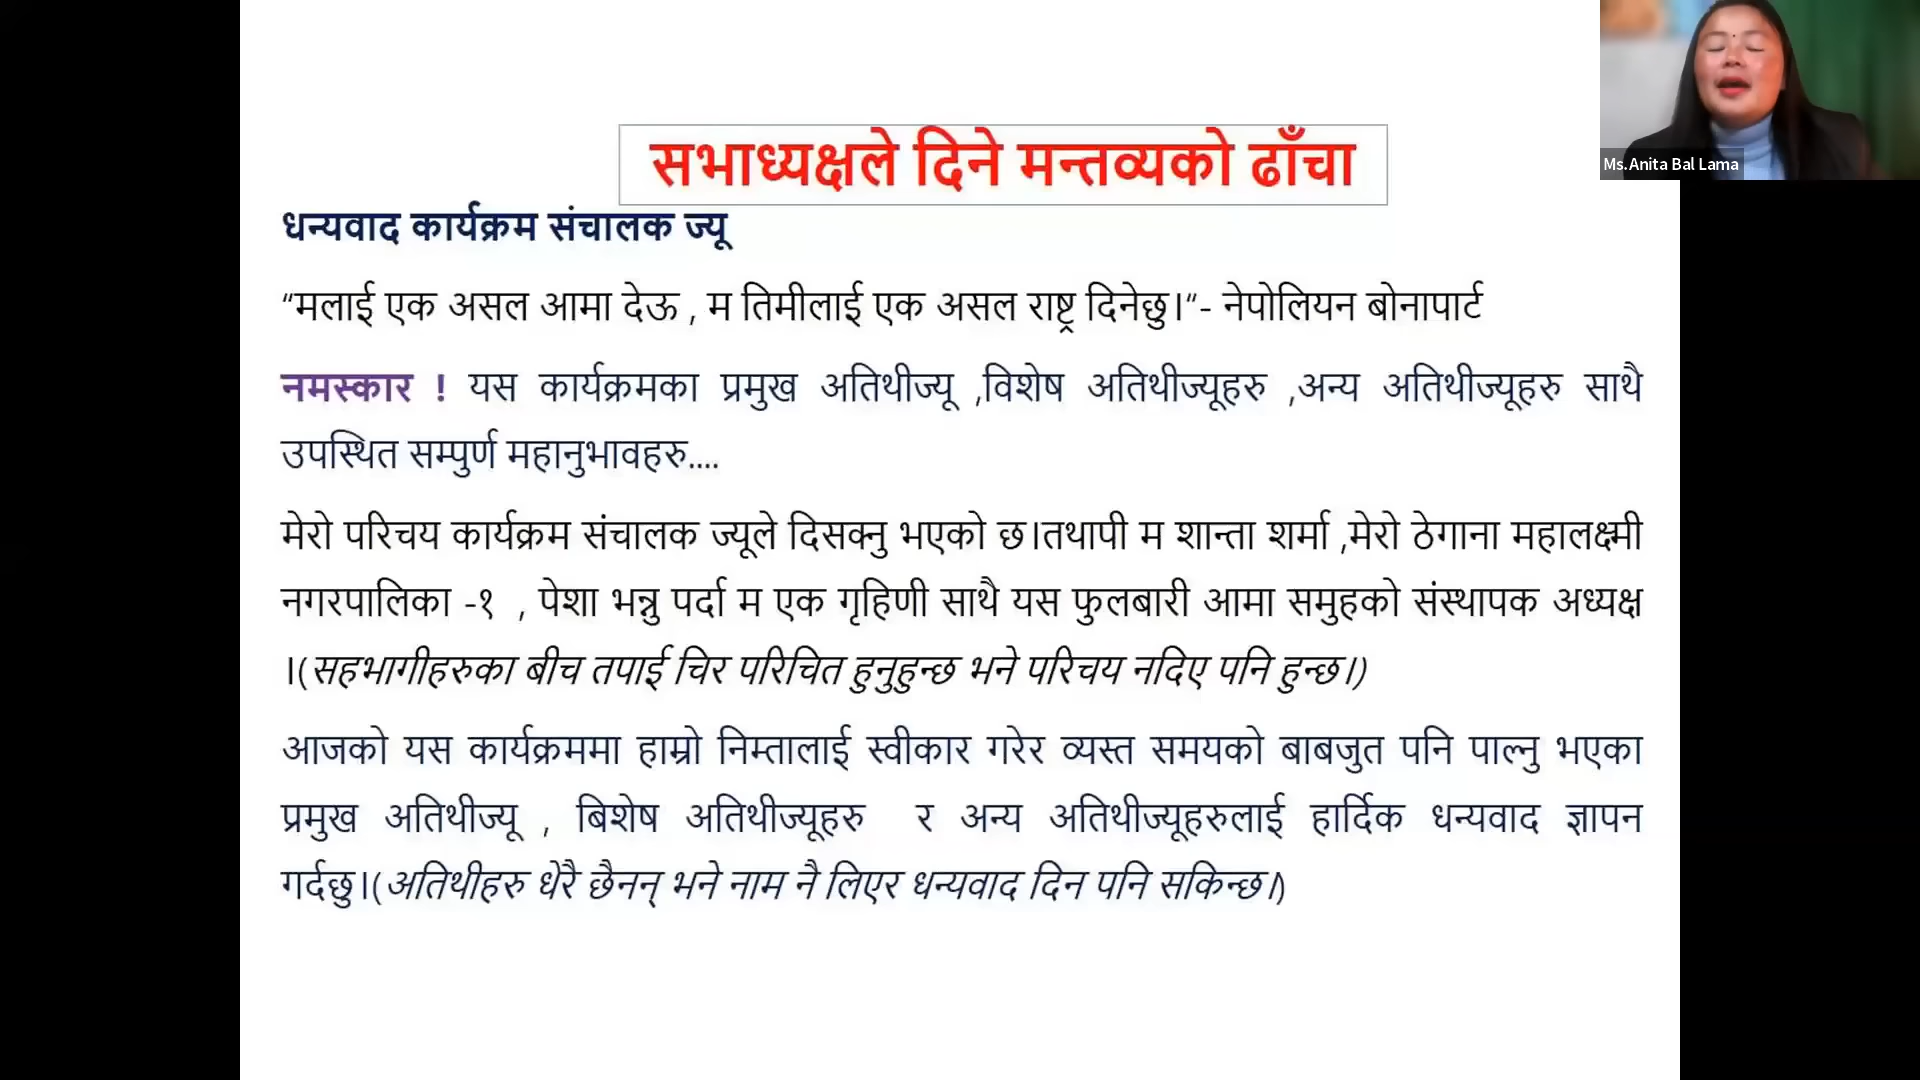 Ms.Anita Bal Lama
सभाध्यक्षले दिने मन्तव्यको ढाँचा
धन्यवाद कार्यक्रम संचालक ज्यू
“मलाई एक असल आमा देऊ , म तिमीलाई एक असल राष्ट्र दिनेछु।“- नेपोलियन बोनापार्ट
नमस्कार ! यस कार्यक्रमका प्रमुख अतिथीज्यू ,विशेष अतिथीज्यूहरु ,अन्य अतिथीज्यूहरु साथै
उपस्थित सम्पुर्ण महानुभावहरु....
मेरो परिचय कार्यक्रम संचालक ज्यूले दिसक्नु भएको छ।तथापी म शान्ता शर्मा ,मेरो ठेगाना महालक्ष्मी
नगरपालिका -१ , पेशा भन्नु पर्दा म एक गृहिणी साथै यस फुलबारी आमा समुहको संस्थापक अध्यक्ष
।(सहभागीहरुका बीच तपाई चिर परिचित हुनुहुन्छ भने परिचय नदिए पनि हुन्छ।)
आजको यस कार्यक्रममा हाम्रो निम्तालाई स्वीकार गरेर व्यस्त समयको बाबजुत पनि पाल्नु भएका
प्रमुख अतिथीज्यू , बिशेष अतिथीज्यूहरु र अन्य अतिथीज्यूहरुलाई हार्दिक धन्यवाद ज्ञापन
गर्दछु।(अतिथीहरु धेरै छैनन् भने नाम नै लिएर धन्यवाद दिन पनि सकिन्छ।)